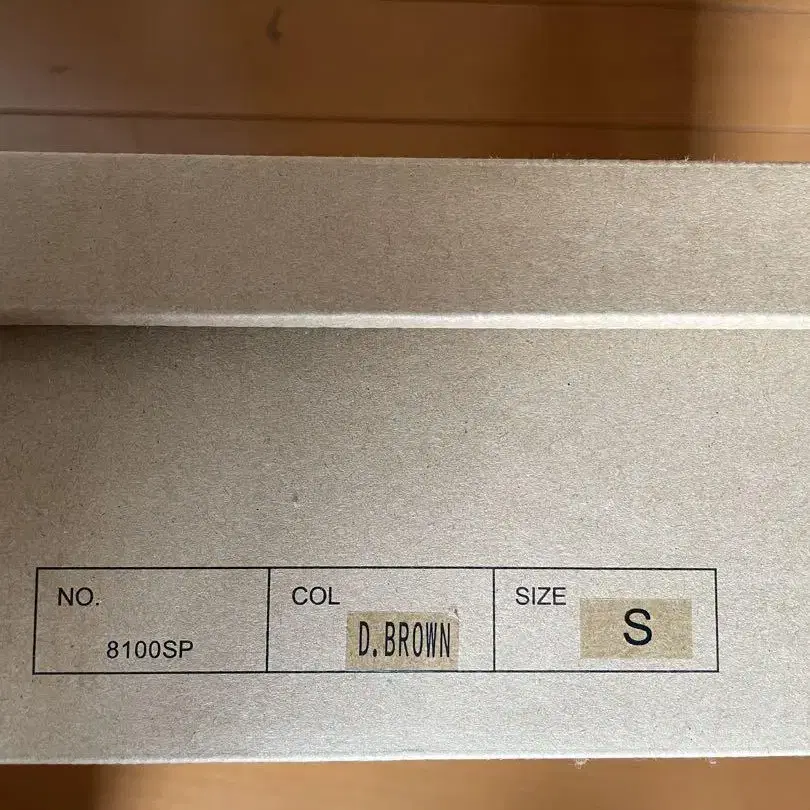 NO.
8100SP
COL
D.BROWN
SIZE
S